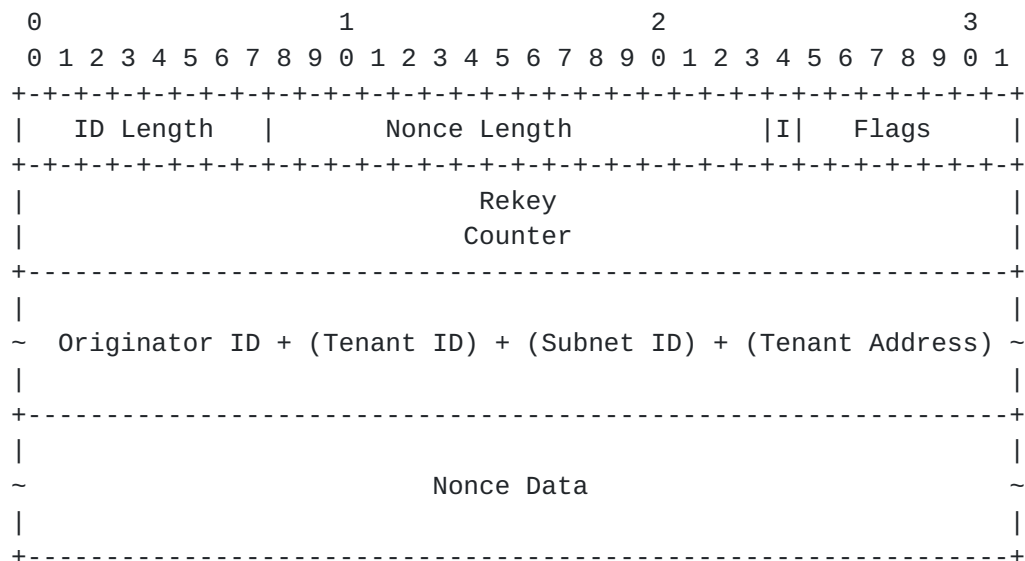 0                   1                   2                   3
 0 1 2 3 4 5 6 7 8 9 0 1 2 3 4 5 6 7 8 9 0 1 2 3 4 5 6 7 8 9 0 1
+-+-+-+-+-+-+-+-+-+-+-+-+-+-+-+-+-+-+-+-+-+-+-+-+-+-+-+-+-+-+-+-+
|   ID Length   |       Nonce Length            |I|   Flags     |
+-+-+-+-+-+-+-+-+-+-+-+-+-+-+-+-+-+-+-+-+-+-+-+-+-+-+-+-+-+-+-+-+
|                             Rekey                             |
|                            Counter                            |
+---------------------------------------------------------------+
|                                                               |
~  Originator ID + (Tenant ID) + (Subnet ID) + (Tenant Address) ~
|                                                               |
+---------------------------------------------------------------+
|                                                               |
~                          Nonce Data                           ~
|                                                               |
+---------------------------------------------------------------+